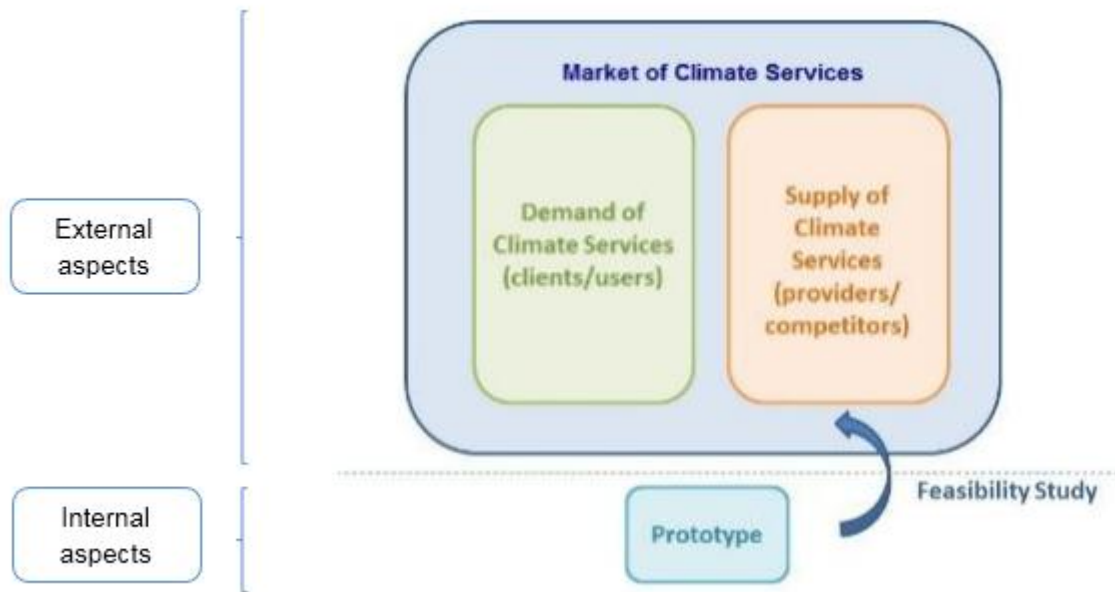 Market of Climate Services
Demand of
Climate Services
(clients/users)
Supply of
Climate
Services
(providers/
competitors)
External
aspects
Feasibility Study
Internal
aspects
Prototype